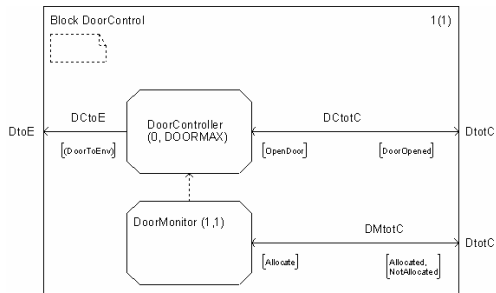 Block DoorControl
1(1)
DCtoE
DoorController
(0, DOORMAX)
DCtotC
DtoE
DtotC
[(DoorToEnv)]
[OpenDoor]
[DoorOpened]
DoorMonitor (1,1)
DMtotC
DtotC
[Allocate]
[Allocated,
NotAllocated]